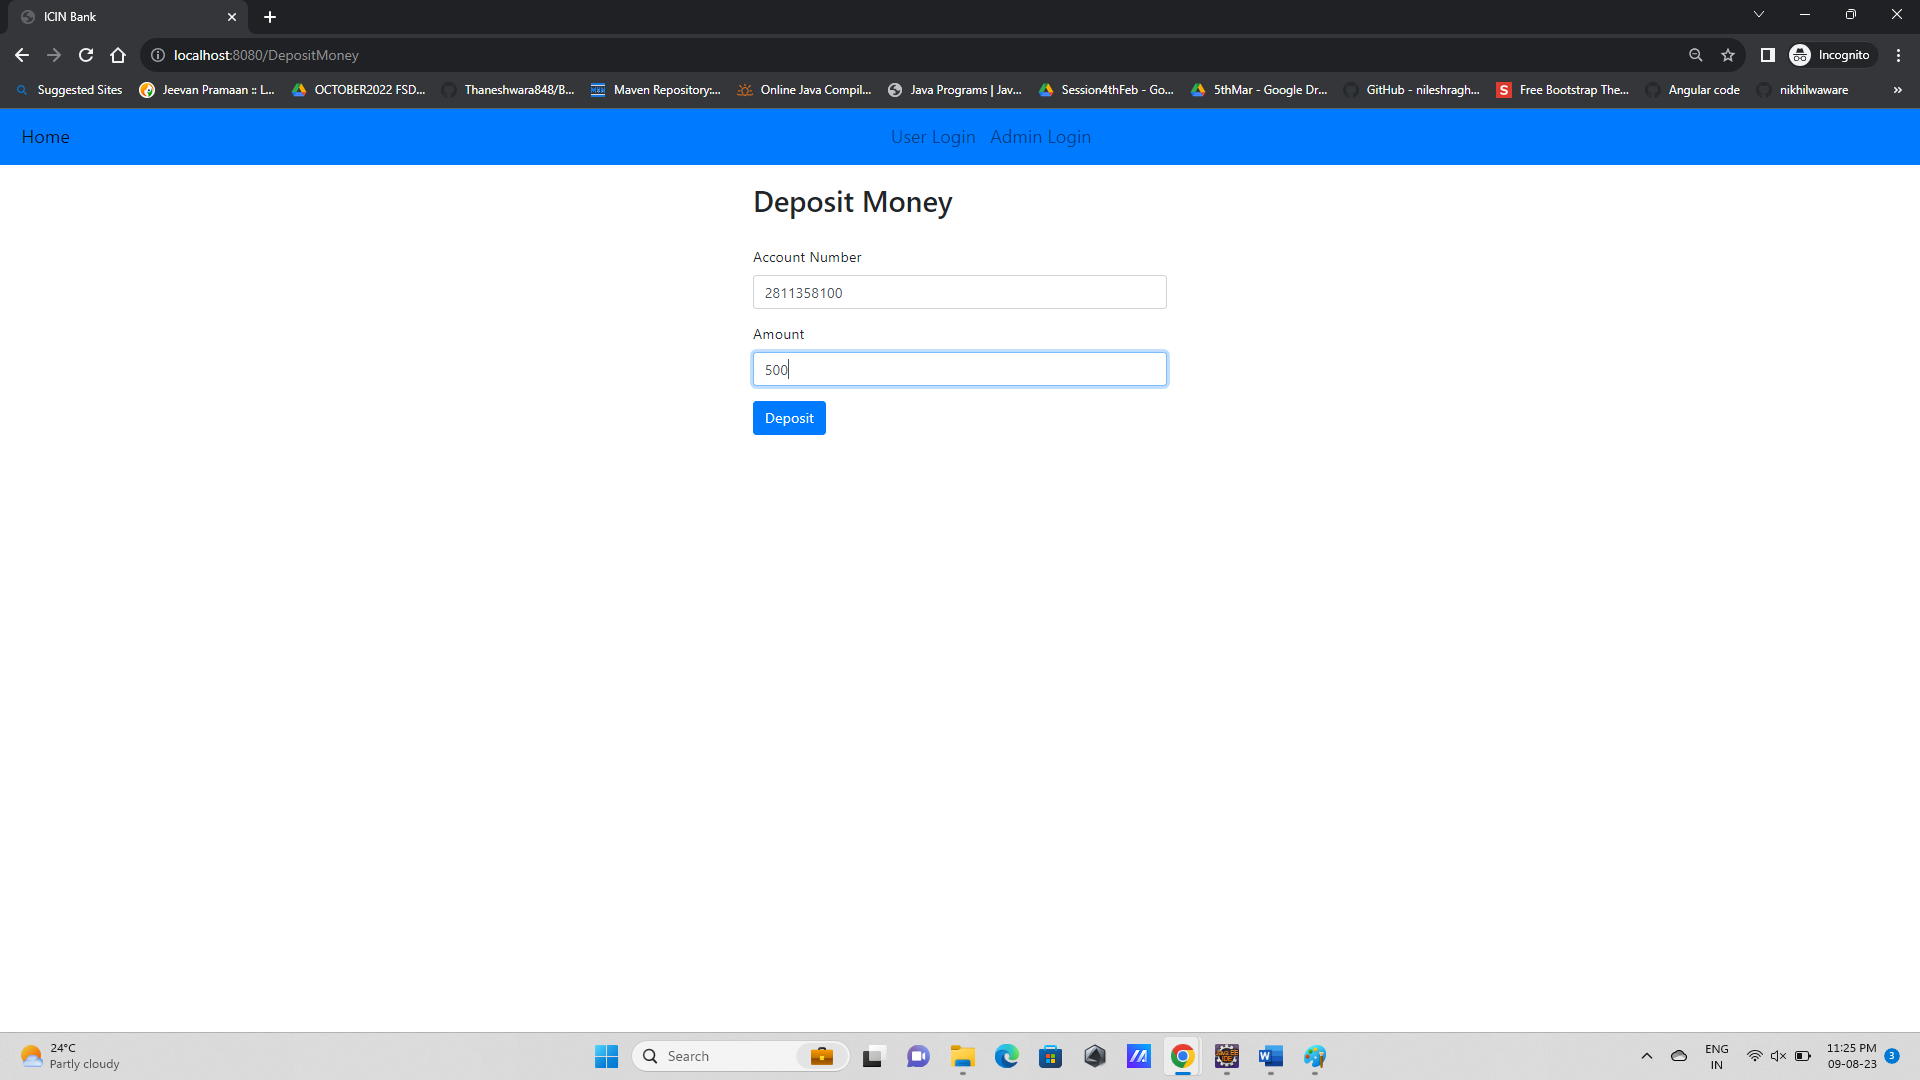 ICIN Bank
localhost:8080/DepositMoney
Incognito
Suggested Sites
Jeevan Pramaan :: L...
OCTOBER2022 FSD...
Thaneshwara848/B...
Maven Repository:...
Online Java Compil...
Java Programs | Jav...
Session4thFeb - Go...
5thMar - Google Dr...
GitHub - nileshragh...
S
Free Bootstrap The...
Angular code
nikhilwaware
»
Home
User Login
Admin Login
Deposit Money
Account Number
2811358100
Amount
500
Deposit
24°C
Partly cloudy
Search
ENG
IN
11:25 PM
09-08-23
3